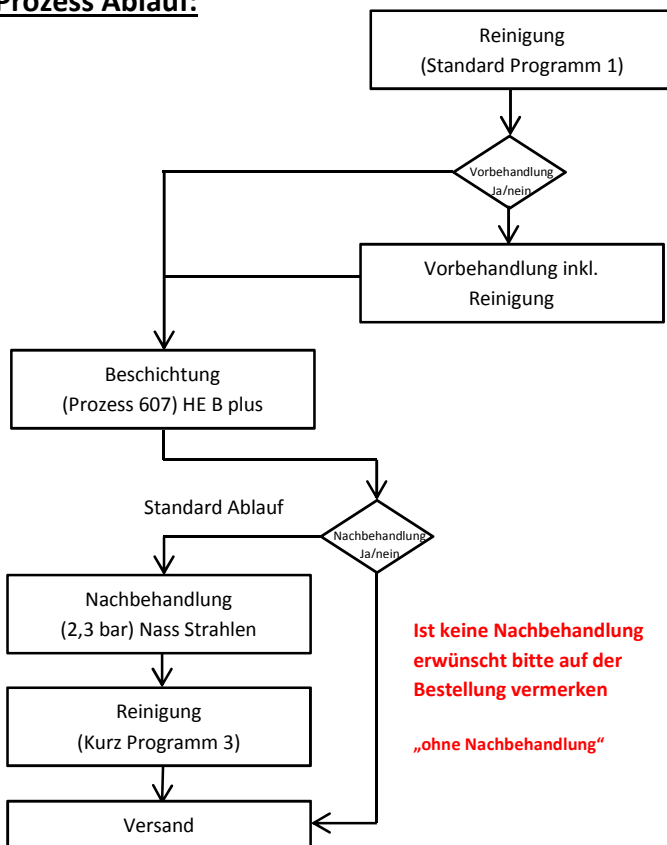 Prozess Ablauf:
Reinigung
(Standard Programm 1)
Vorbehandlung
Ja/nein
Vorbehandlung inkl.
Reinigung
Beschichtung
(Prozess 607) HE B plus
Standard Ablauf
Nachbehandlung
Ja/nein
Nachbehandlung
(2,3 bar) Nass Strahlen
Ist keine Nachbehandlung
erwünscht bitte auf der
Bestellung vermerken
„ohne Nachbehandlung“
Reinigung
(Kurz Programm 3)
Versand